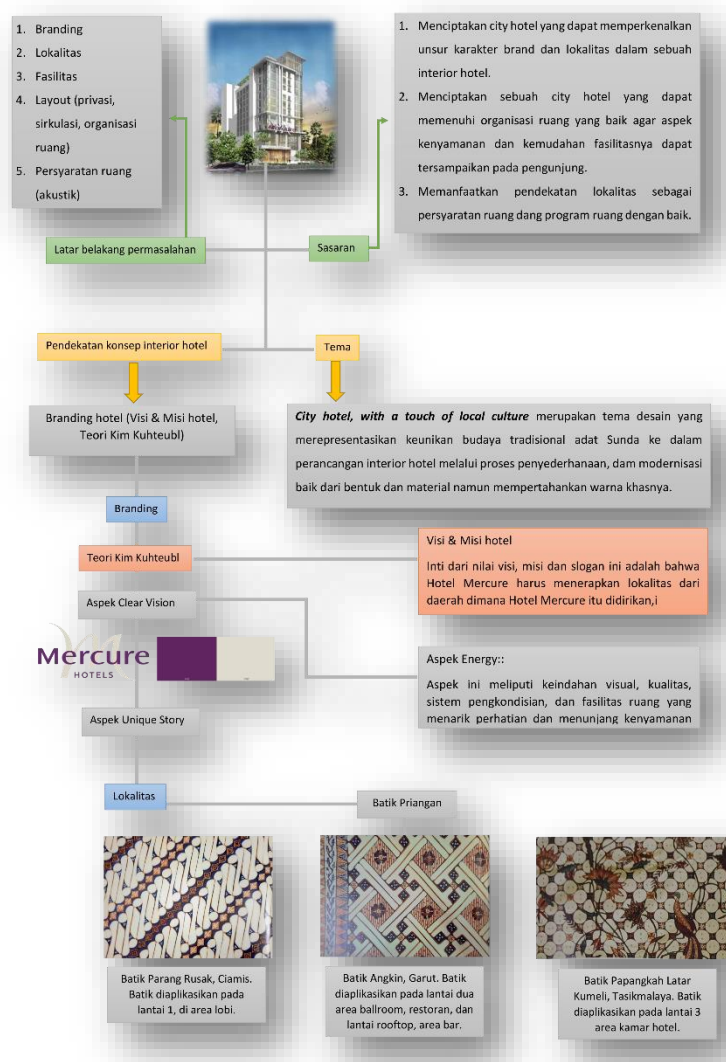 1. Branding
2. Lokalitas
3. Fasilitas
4. Layout (privasi,
sirkulasi, organisasi
ruang)
5. Persyaratan ruang
(akustik)
1. Menciptakan city hotel yang dapat memperkenalkan
unsur karakter brand dan lokalitas dalam sebuah
interior hotel.
2. Menciptakan sebuah city hotel yang dapat
memenuhi organisasi ruang yang baik agar aspek
kenyamanan dan kemudahan fasilitasnya dapat
tersampaikan pada pengunjung.
3. Memanfaatkan pendekatan lokalitas sebagai
persyaratan ruang dang program ruang dengan baik.
Latar belakang permasalahan
Sasaran
Pendekatan konsep interior hotel
Tema
Branding hotel (Visi & Misi hotel,
Teori Kim Kuhteubl)
City hotel, with a touch of local culture merupakan tema desain yang
merepresentasikan keunikan budaya tradisional adat Sunda ke dalam
perancangan interior hotel melalui proses penyederhanaan, dam modernisasi
baik dari bentuk dan material namun mempertahankan warna khasnya.
Branding
Teori Kim Kuhteubl
Visi & Misi hotel
Inti dari nilai visi, misi dan slogan ini adalah bahwa
Hotel Mercure harus menerapkan lokalitas dari
daerah dimana Hotel Mercure itu didirikan,i
Aspek Clear Vision
Mercure
HOTELS
Aspek Energy::
Aspek ini meliputi keindahan visual, kualitas,
sistem pengkondisian, dan fasilitas ruang yang
menarik perhatian dan menunjang kenyamanan
Aspek Unique Story
Lokalitas
Batik Priangan
Batik Parang Rusak, Ciamis.
Batik diaplikasikan pada
lantai 1, di area lobi.
Batik Angkin, Garut. Batik
diaplikasikan pada lantai dua
area ballroom, restoran, dan
lantai rooftop, area bar.
Batik Papangkah Latar
Kumeli, Tasikmalaya. Batik
diaplikasikan pada lantai 3
area kamar hotel.